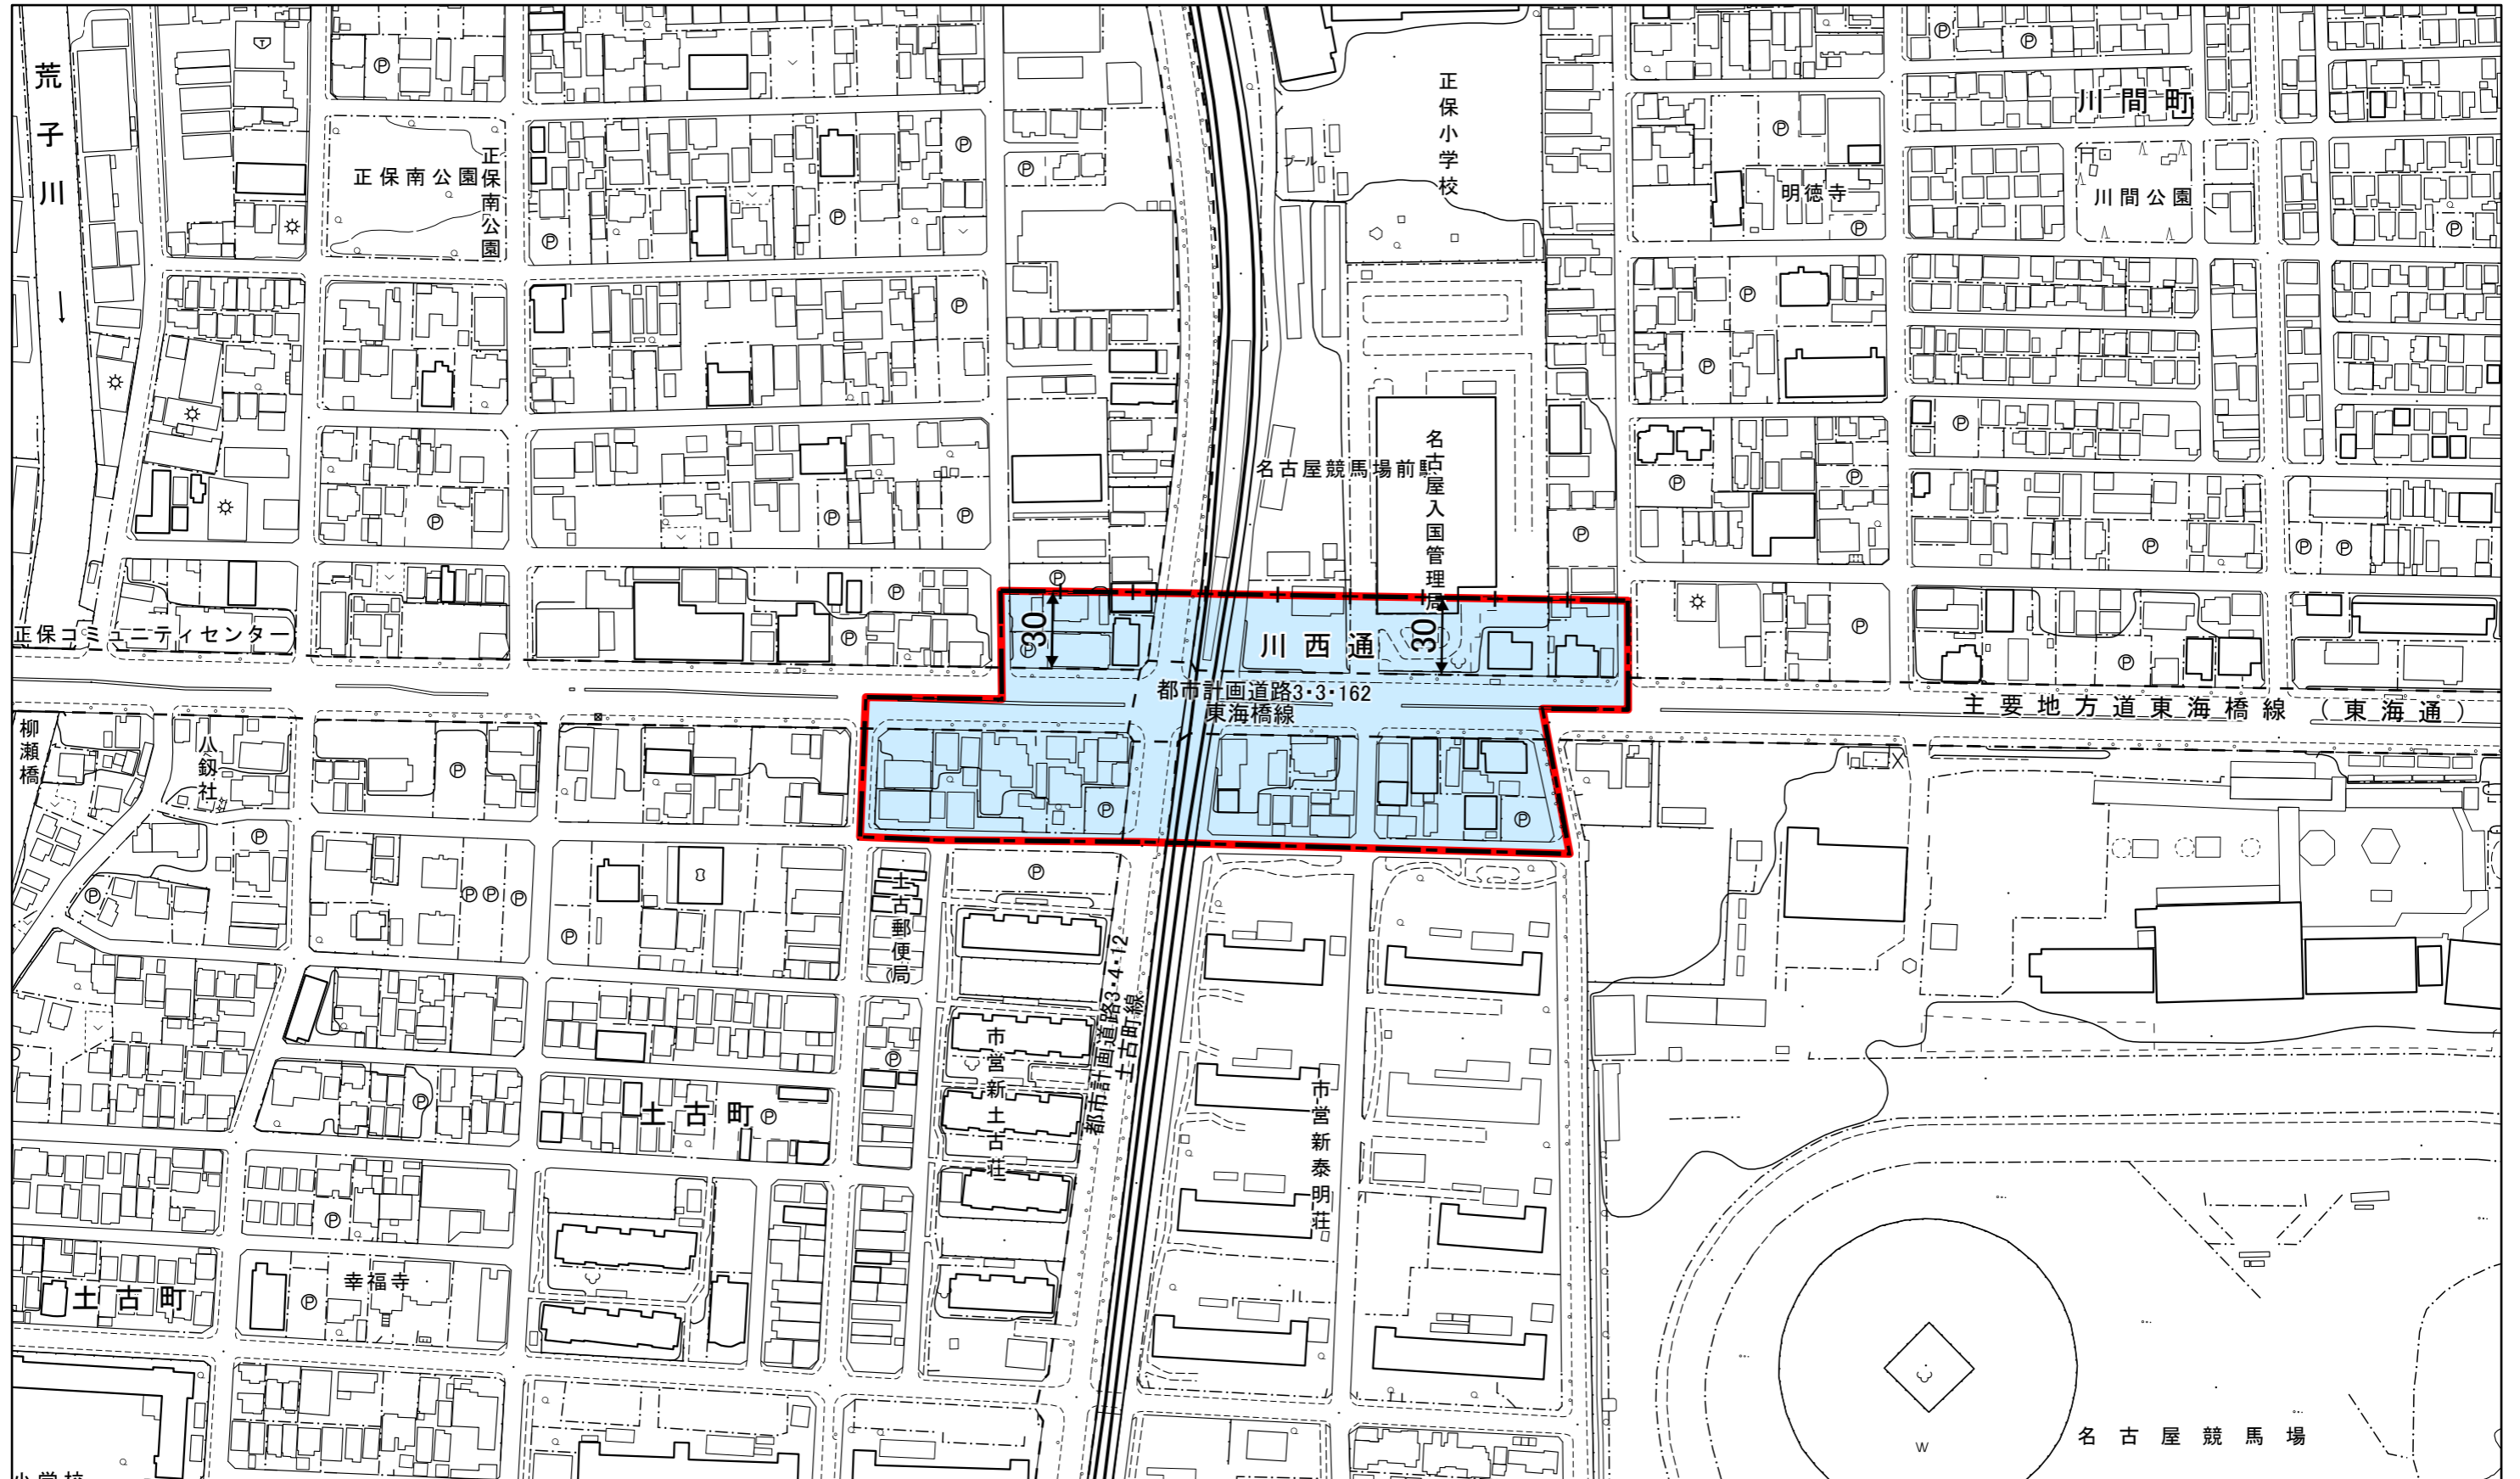 荒子川
正保南公園
正保南公園
プール
正保小学校
明徳寺
川間町
川間公園
名古屋競馬場前駅
名古屋入国管理局
正保コミュニティセンター
30
30
川西通
都市計画道路3・3・162
東海橋線
主要地方道東海橋線（東海通）
柳瀬橋
八劔社
土古郵便局
都市計画道路3・4・12
土古町線
市営新土古荘
市営新泰明荘
土古町
土古町
幸福寺
名古屋競馬場
W
小学校